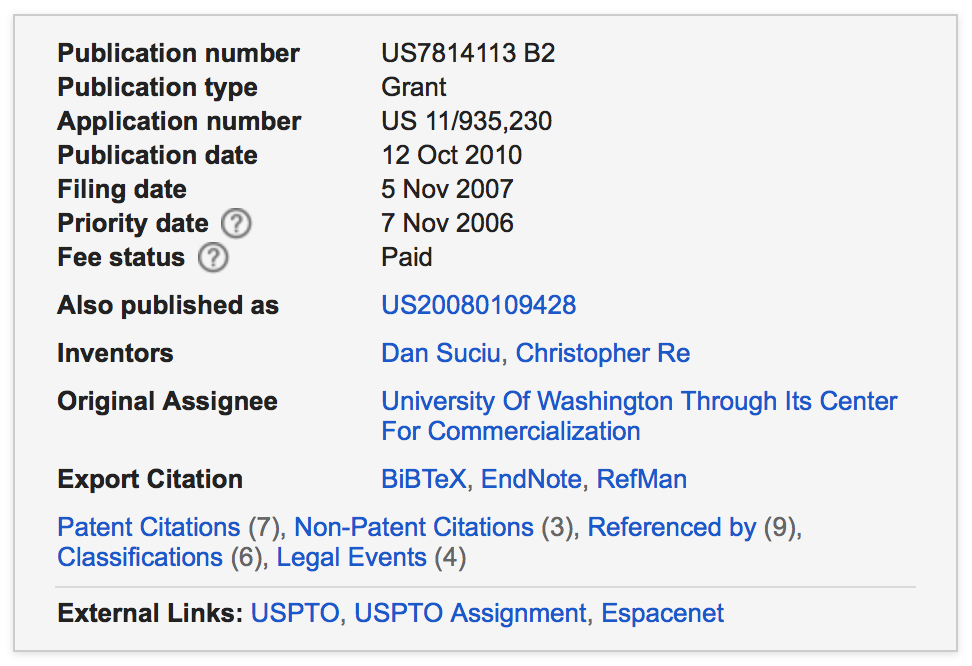 Publication number US7814113 B2
Publication type Grant
Application number US 11/935,230
Publication date 12 Oct 2010
Filing date 5 Nov 2007
Priority date ? 7 Nov 2006
Fee status ? Paid
Also published as US20080109428
Inventors Dan Suciu, Christopher Re
Original Assignee University Of Washington Through Its Center
For Commercialization
Export Citation BiBTeX, EndNote, RefMan
Patent Citations (7), Non-Patent Citations (3), Referenced by (9),
Classifications (6), Legal Events (4)
External Links: USPTO, USPTO Assignment, Espacenet